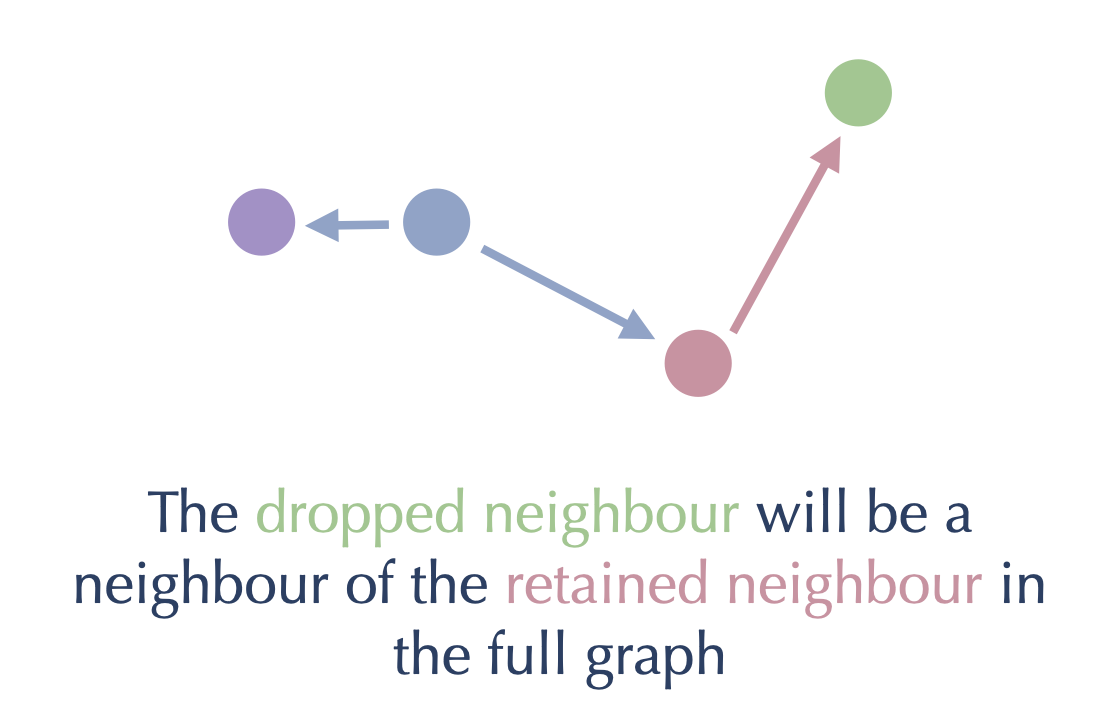 The dropped neighbour will be a
neighbour of the retained neighbour in
the full graph